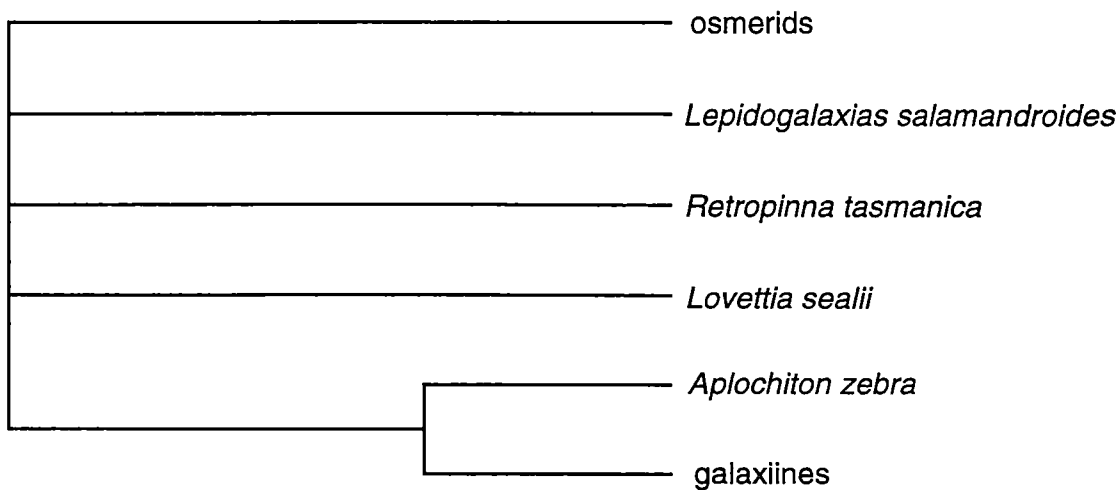 osmerids
Lepidogalaxias salamandroides
Retropinna tasmanica
Lovettia sealii
Aplochiton zebra
galaxiines